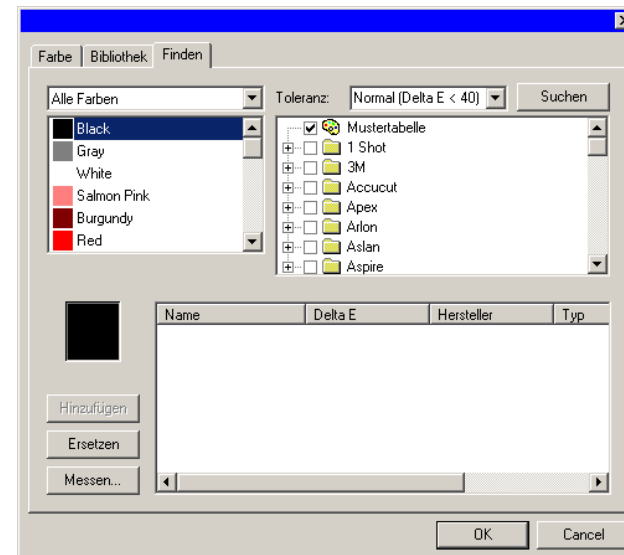 Farbe Bibliothek Finden
Alle Farben Toleranz: Normal (Delta E < 40) Suchen
Black
Gray
White
Salmon Pink
Burgundy
Red
Mustertabelle
1 Shot
3M
Accucut
Apex
Arlon
Aslan
Aspire
Name Delta E Hersteller Typ
Hinzufügen
Ersetzen
Messen...
OK Cancel